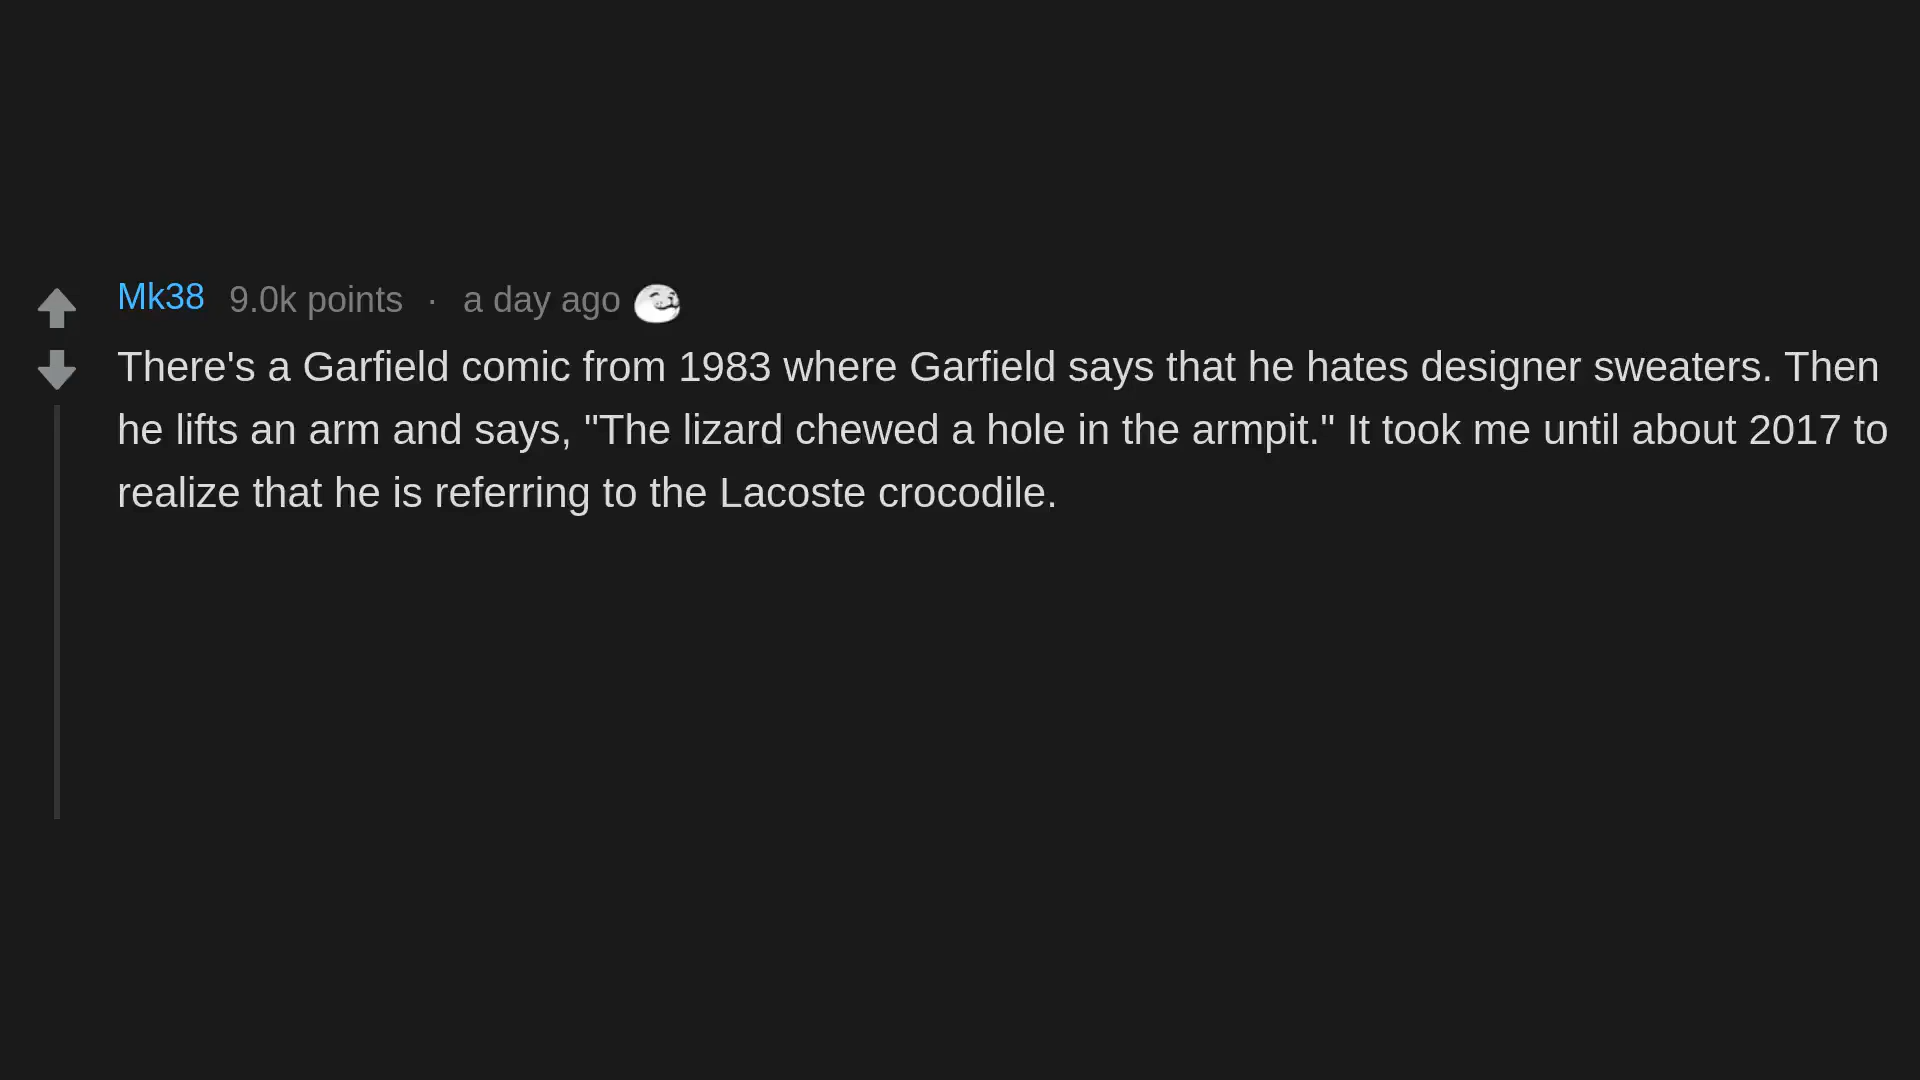 Mk38 9.0k points · a day ago
There's a Garfield comic from 1983 where Garfield says that he hates designer sweaters. Then
he lifts an arm and says, "The lizard chewed a hole in the armpit." It took me until about 2017 to
realize that he is referring to the Lacoste crocodile.